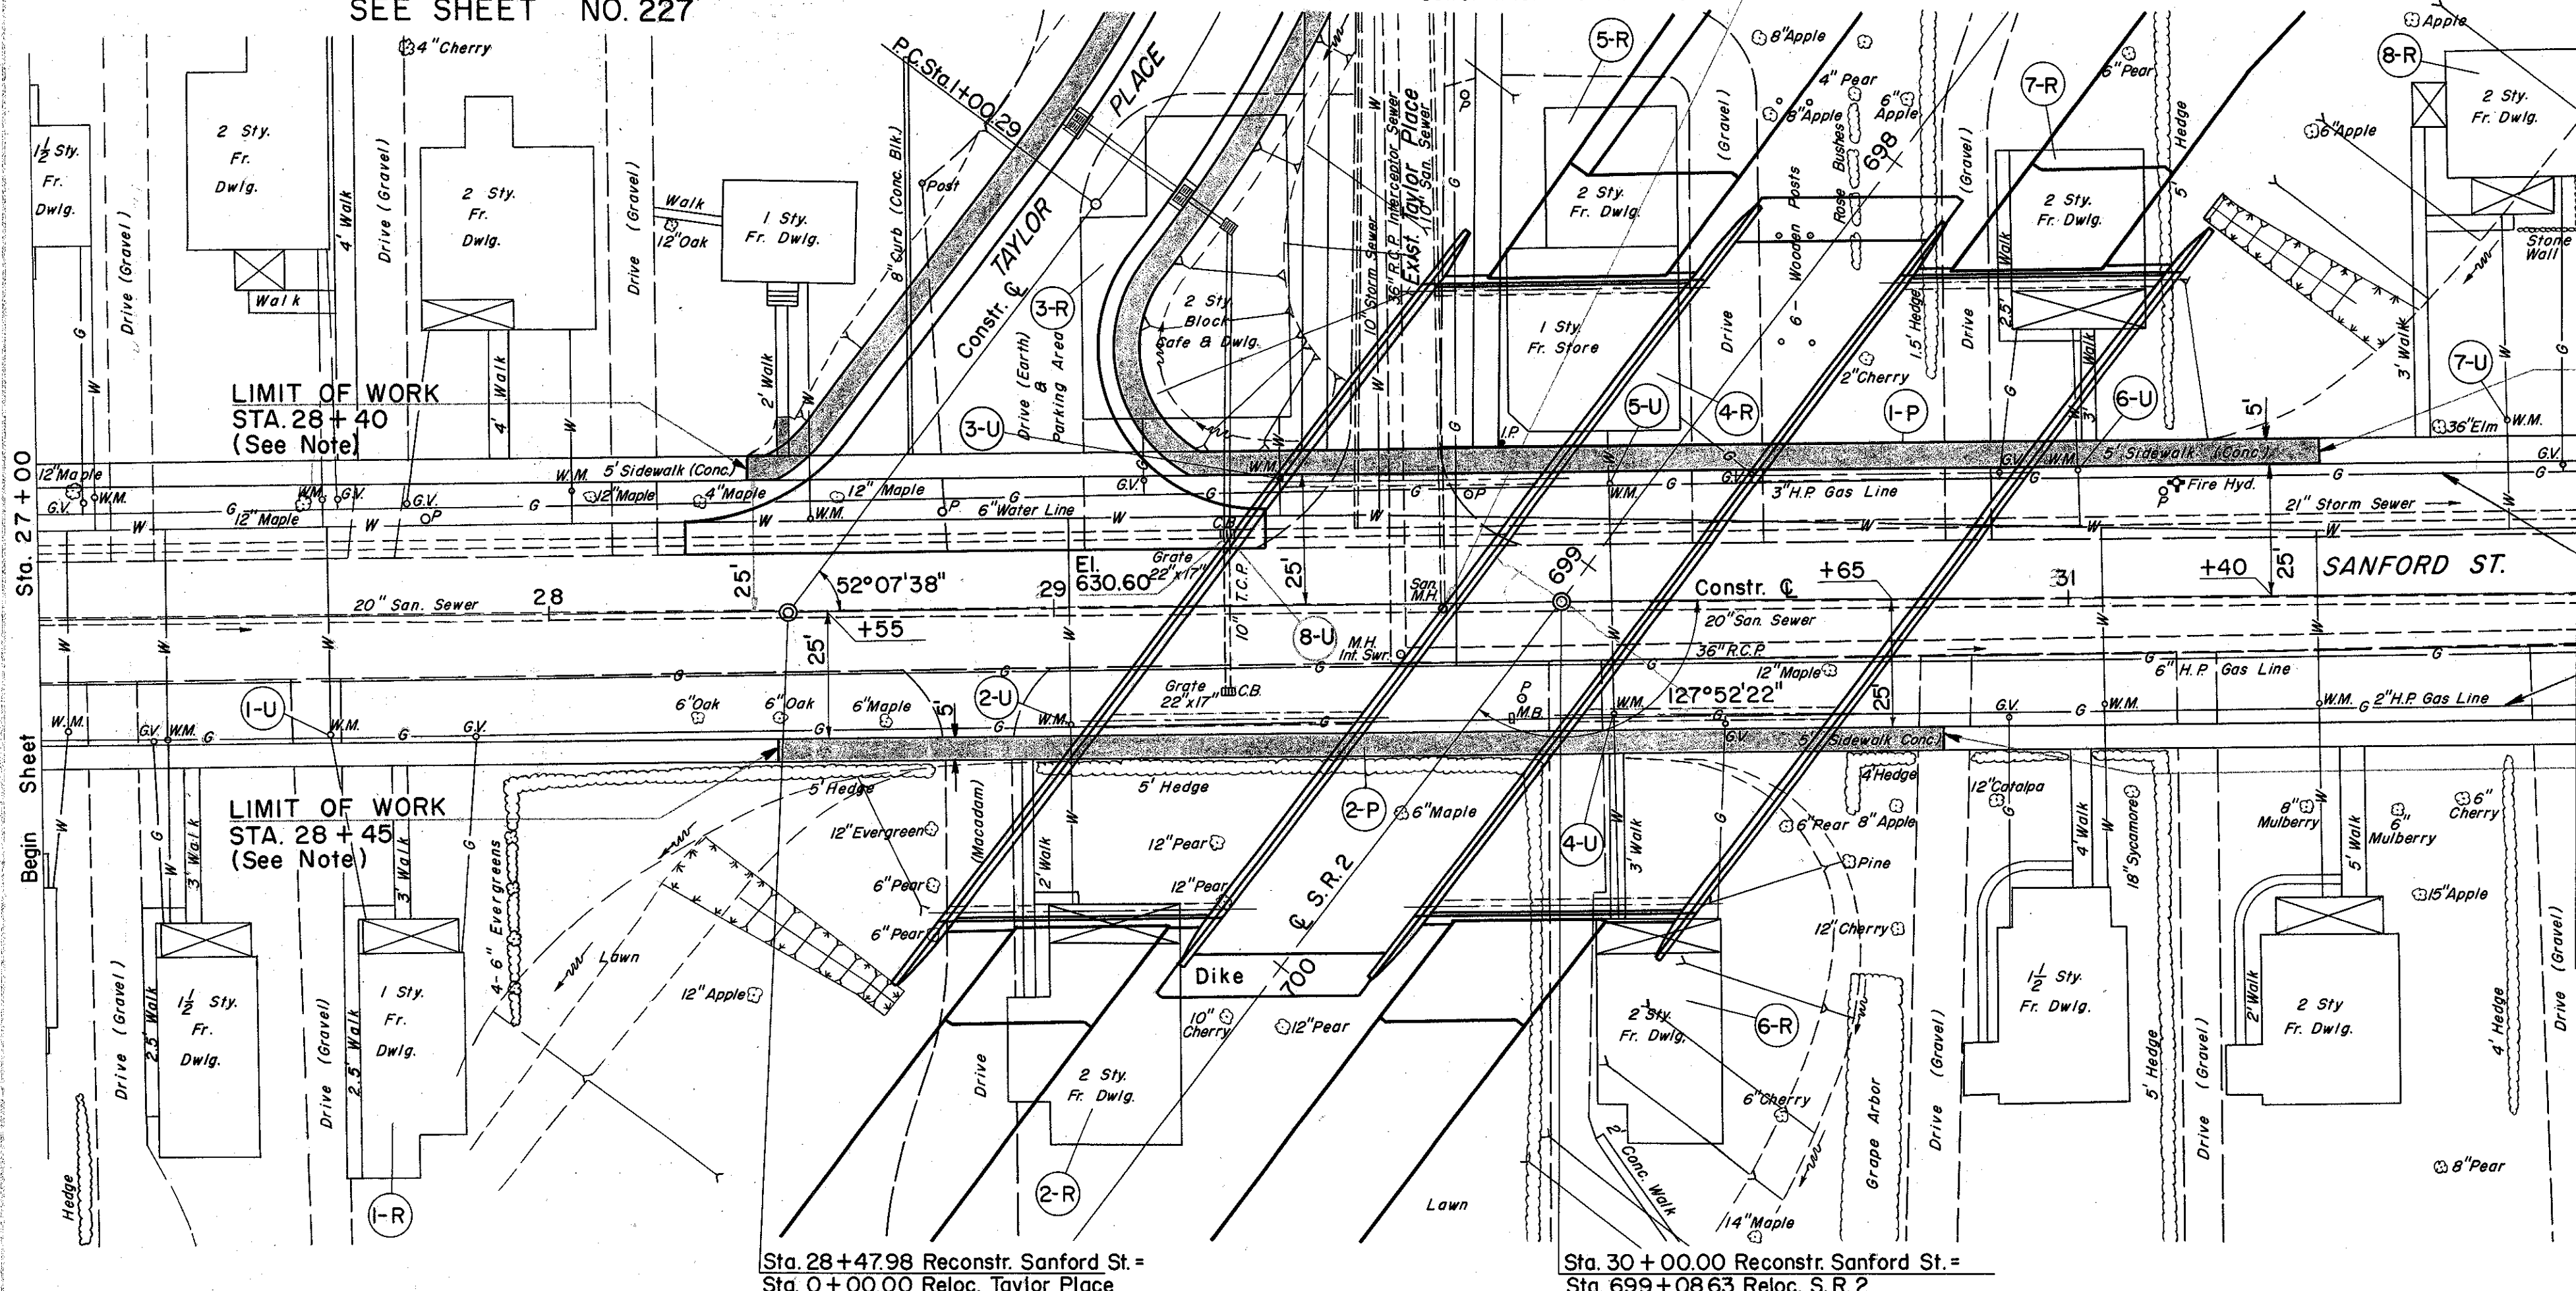 SEE SHEET NO. 227
4" Cherry
P.C. Sta. 1+00.29
PLACE
5-R
8" Apple
4" Pear
8" Apple
6" Apple
7-R
6" Pear
Apple
8-R
2 Sty.
Fr. Dwlg.
1½ Sty.
Fr.
Dwlg.
2 Sty.
Fr.
Dwlg.
4' Walk
Drive (Gravel)
Drive (Gravel)
2 Sty.
Fr.
Dwlg.
Drive (Gravel)
Walk
12" Oak
1 Sty.
Fr. Dwlg.
8" Curb (Conc. Blk.)
Post
Constr. ℄ TAYLOR
10" Storm Sewer
36" R.C.P. Interceptor Sewer
Exist. Taylor Place
10" San. Sewer
2 Sty.
Fr. Dwlg.
(Gravel)
6 - Wooden Posts
Rose Bushes
698
(Gravel)
2 Sty.
Fr. Dwlg.
5' Hedge
6" Apple
Stone
Wall
Walk
4' Walk
2' Walk
3-R
2 Sty.
Block
Cafe & Dwlg.
Drive (Earth)
&
Parking Area
1 Sty.
Fr. Store
Drive
2" Cherry
1.5' Hedge
Drive
2.5' Walk
3' Walk
3' Walk
7-U
LIMIT OF WORK
STA. 28 + 40
(See Note)
3-U
5-U
4-R
1-P
6-U
5'
36" Elm
W.M.
12" Maple
I.P.
5' Sidewalk (Conc.)
W.M.
W.M.
G.V.
W.M.
5' Sidewalk (Conc.)
G.V.
G.V.
W.M.
12" Maple
W.M.
G.V.
G.V.
P
12" Maple
4" Maple
12" Maple
W.M.
P.
6" Water Line
G.V.
C.B.
P
W.M.
G.V.
3" H.P. Gas Line
Fire Hyd.
21" Storm Sewer
Sta. 27+00
20" San. Sewer
28
25'
52°07'38"
+55
25'
29
El.
630.60
Grate
22"x17"
10" T.C.P.
25'
San.
M.H.
699
Constr. ℄
20" San. Sewer
+65
31
+40
25'
SANFORD ST.
8-U
M.H.
Int. Swr.
36" R.C.P.
12" Maple
6" H.P. Gas Line
127°52'22"
25'
1-U
W.M.
G.V.
W.M.
W.M.
G.V.
6" Oak
6" Oak
6" Maple
5'
2-U
W.M.
Grate
22"x17"
C.B.
P
M.B.
W.M.
G.V.
5' Sidewalk Conc.
G.V.
W.M.
W.M.
2" H.P. Gas Line
Begin Sheet
LIMIT OF WORK
STA. 28 + 45
(See Note)
3' Walk
3' Walk
5' Hedge
5' Hedge
4' Hedge
12" Catalpa
12" Evergreen
(Macadam)
2' Walk
12" Pear
2-P
6" Maple
4-U
3' Walk
6" Pear
8" Apple
Pine
4' Walk
18" Sycamore
8"
Mulberry
5' Walk
6"
Mulberry
6"
Cherry
4- 6" Evergreens
6" Pear
12" Pear
℄ S.R. 2
15" Apple
6" Pear
12" Cherry
Lawn
12" Apple
Dike
700
Drive (Gravel)
2.5' Walk
1½ Sty.
Fr.
Dwlg.
Drive (Gravel)
2.5' Walk
1 Sty.
Fr.
Dwlg.
10"
Cherry
12" Pear
2 Sty.
Fr. Dwlg.
6-R
1½ Sty.
Fr. Dwlg.
2' Walk
2 Sty
Fr. Dwlg.
4' Hedge
Drive (Gravel)
Drive
2 Sty.
Fr. Dwlg.
6" Cherry
Grape Arbor
Drive (Gravel)
5' Hedge
Drive (Gravel)
Hedge
1-R
2-R
Lawn
2' Conc. Walk
14" Maple
8" Pear
Sta. 28+47.98 Reconstr. Sanford St. =
Sta. 0+00.00 Reloc. Taylor Place
Sta. 30+00.00 Reconstr. Sanford St. =
Sta. 699+08.63 Reloc. S.R. 2